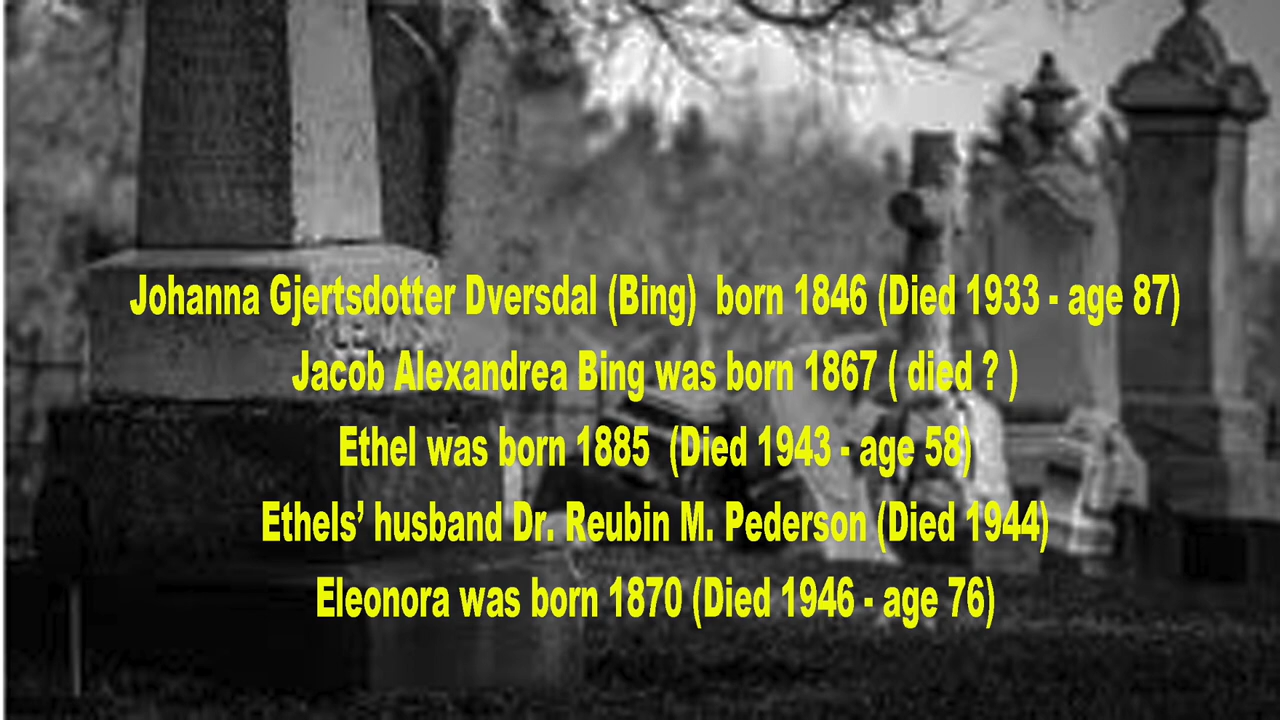 Johanna Gjertsdotter Dversdal (Bing) born 1846 (Died 1933 - age 87)
Jacob Alexandrea Bing was born 1867 ( died ? )
Ethel was born 1885 (Died 1943 - age 58)
Ethels’ husband Dr. Reubin M. Pederson (Died 1944)
Eleonora was born 1870 (Died 1946 - age 76)